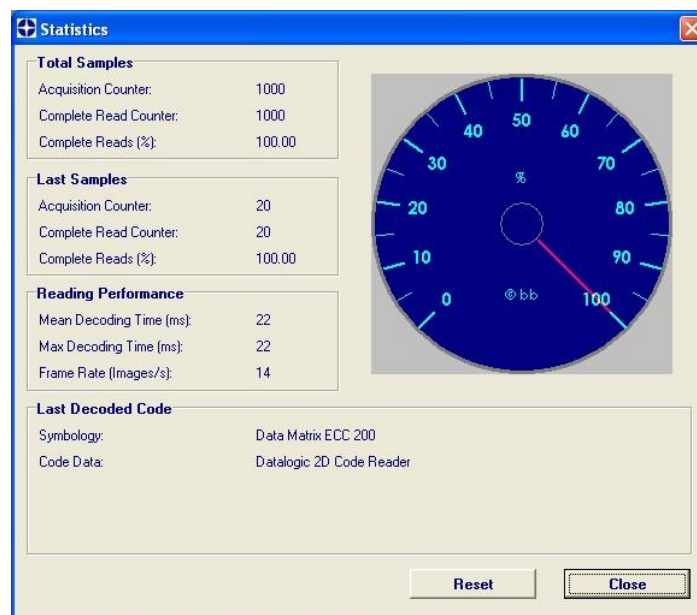 Statistics
Total Samples
Acquisition Counter: 1000
Complete Read Counter: 1000
Complete Reads (%): 100.00
Last Samples
Acquisition Counter: 20
Complete Read Counter: 20
Complete Reads (%): 100.00
Reading Performance
Mean Decoding Time (ms): 22
Max Decoding Time (ms): 22
Frame Rate (Images/s): 14
0
10
20
30
40
50
60
70
80
90
100
%
© bb
Last Decoded Code
Symbology: Data Matrix ECC 200
Code Data: Datalogic 2D Code Reader
Reset Close